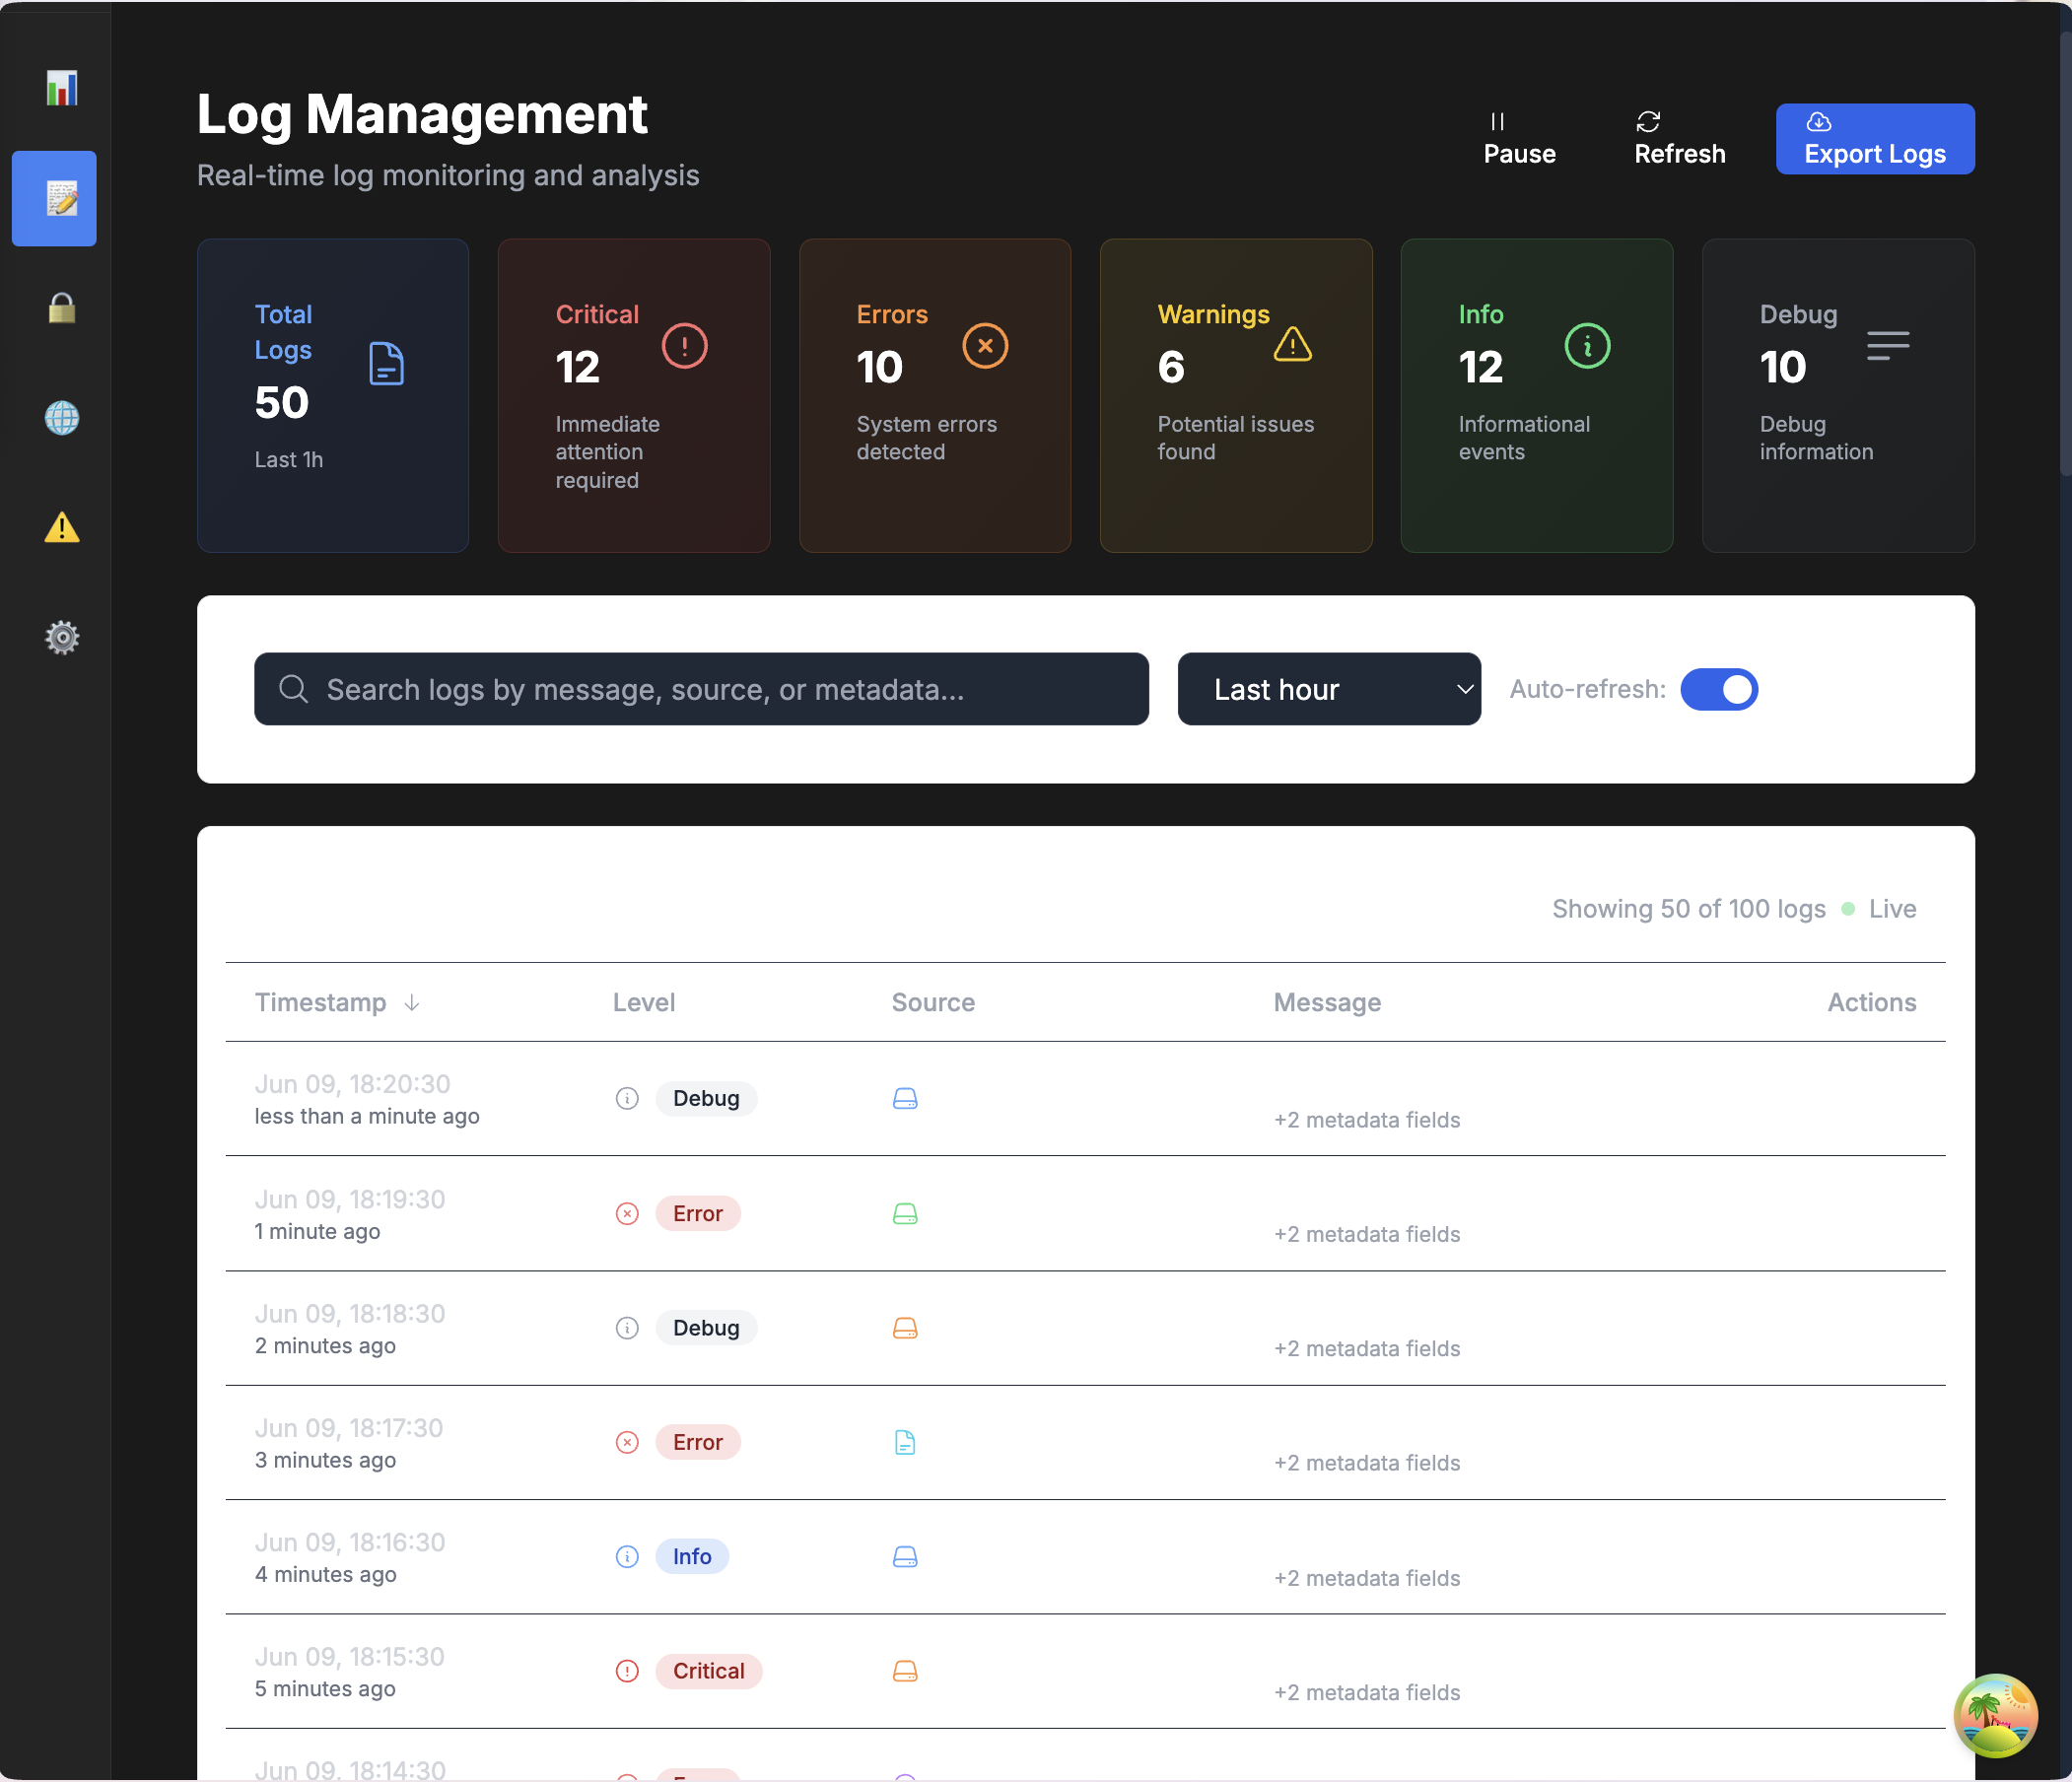 Log Management
Real-time log monitoring and analysis
Pause
Refresh
Export Logs
Total
Logs
50
Last 1h
Critical
12
Immediate
attention
required
Errors
10
System errors
detected
Warnings
6
Potential issues
found
Info
12
Informational
events
Debug
10
Debug
information
Search logs by message, source, or metadata...
Last hour
Auto-refresh:
Showing 50 of 100 logs
Live
Timestamp ↓ Level Source Message Actions
Jun 09, 18:20:30
less than a minute ago
Debug
+2 metadata fields
Jun 09, 18:19:30
1 minute ago
Error
+2 metadata fields
Jun 09, 18:18:30
2 minutes ago
Debug
+2 metadata fields
Jun 09, 18:17:30
3 minutes ago
Error
+2 metadata fields
Jun 09, 18:16:30
4 minutes ago
Info
+2 metadata fields
Jun 09, 18:15:30
5 minutes ago
Critical
+2 metadata fields
Jun 09, 18:14:30